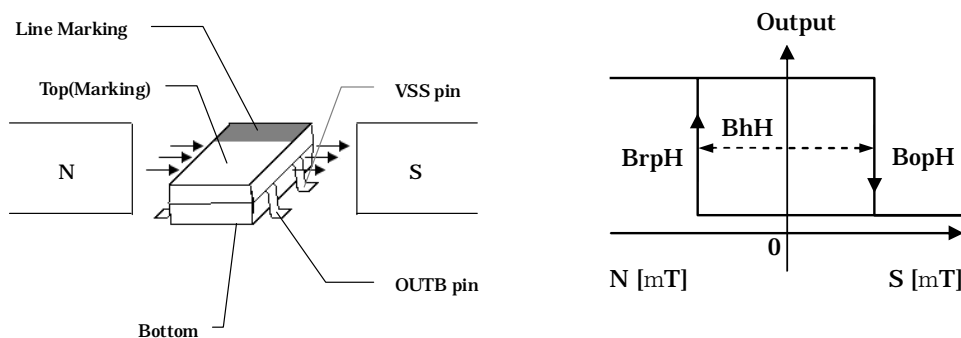 Line Marking
Top(Marking)
VSS pin
N
S
OUTB pin
Bottom
Output
BhH
BrpH
BopH
0
N [mT]
S [mT]